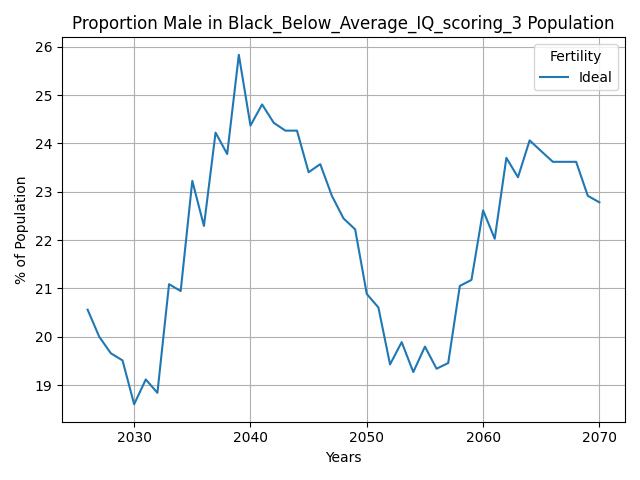 Proportion Male in Black_Below_Average_IQ_scoring_3 Population
Fertility
Ideal
% of Population
26
25
24
23
22
21
20
19
2030 2040 2050 2060 2070
Years